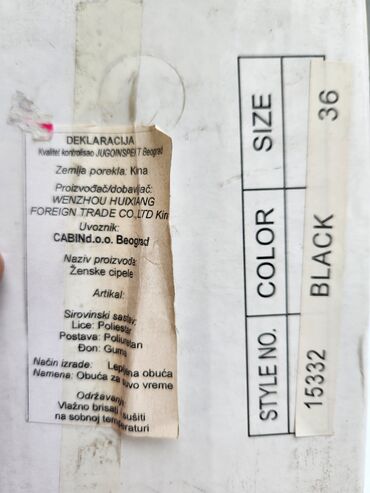 DEKLARACIJA
Kvalitet kontrolisao JUGOINSPEKT Beograd
Zemlja porekla: Kina
Proizvođač/dobavljač:
WENZHOU HUIXIANG
FOREIGN TRADE CO.,LTD Kin
Uvoznik:
CABINd.o.o. Beograd
Naziv proizvoda:
Ženske cipele
Artikal:
Sirovinski sastav:
Lice: Poliester
Postava: Poliuretan
Đon: Guma
Način izrade: Lepljena obuća
Namena: Obuća za suvo vreme
Održavanje:
Vlažno brisati i sušiti
na sobnoj temperaturi
STYLE NO. COLOR SIZE
15332 BLACK 36